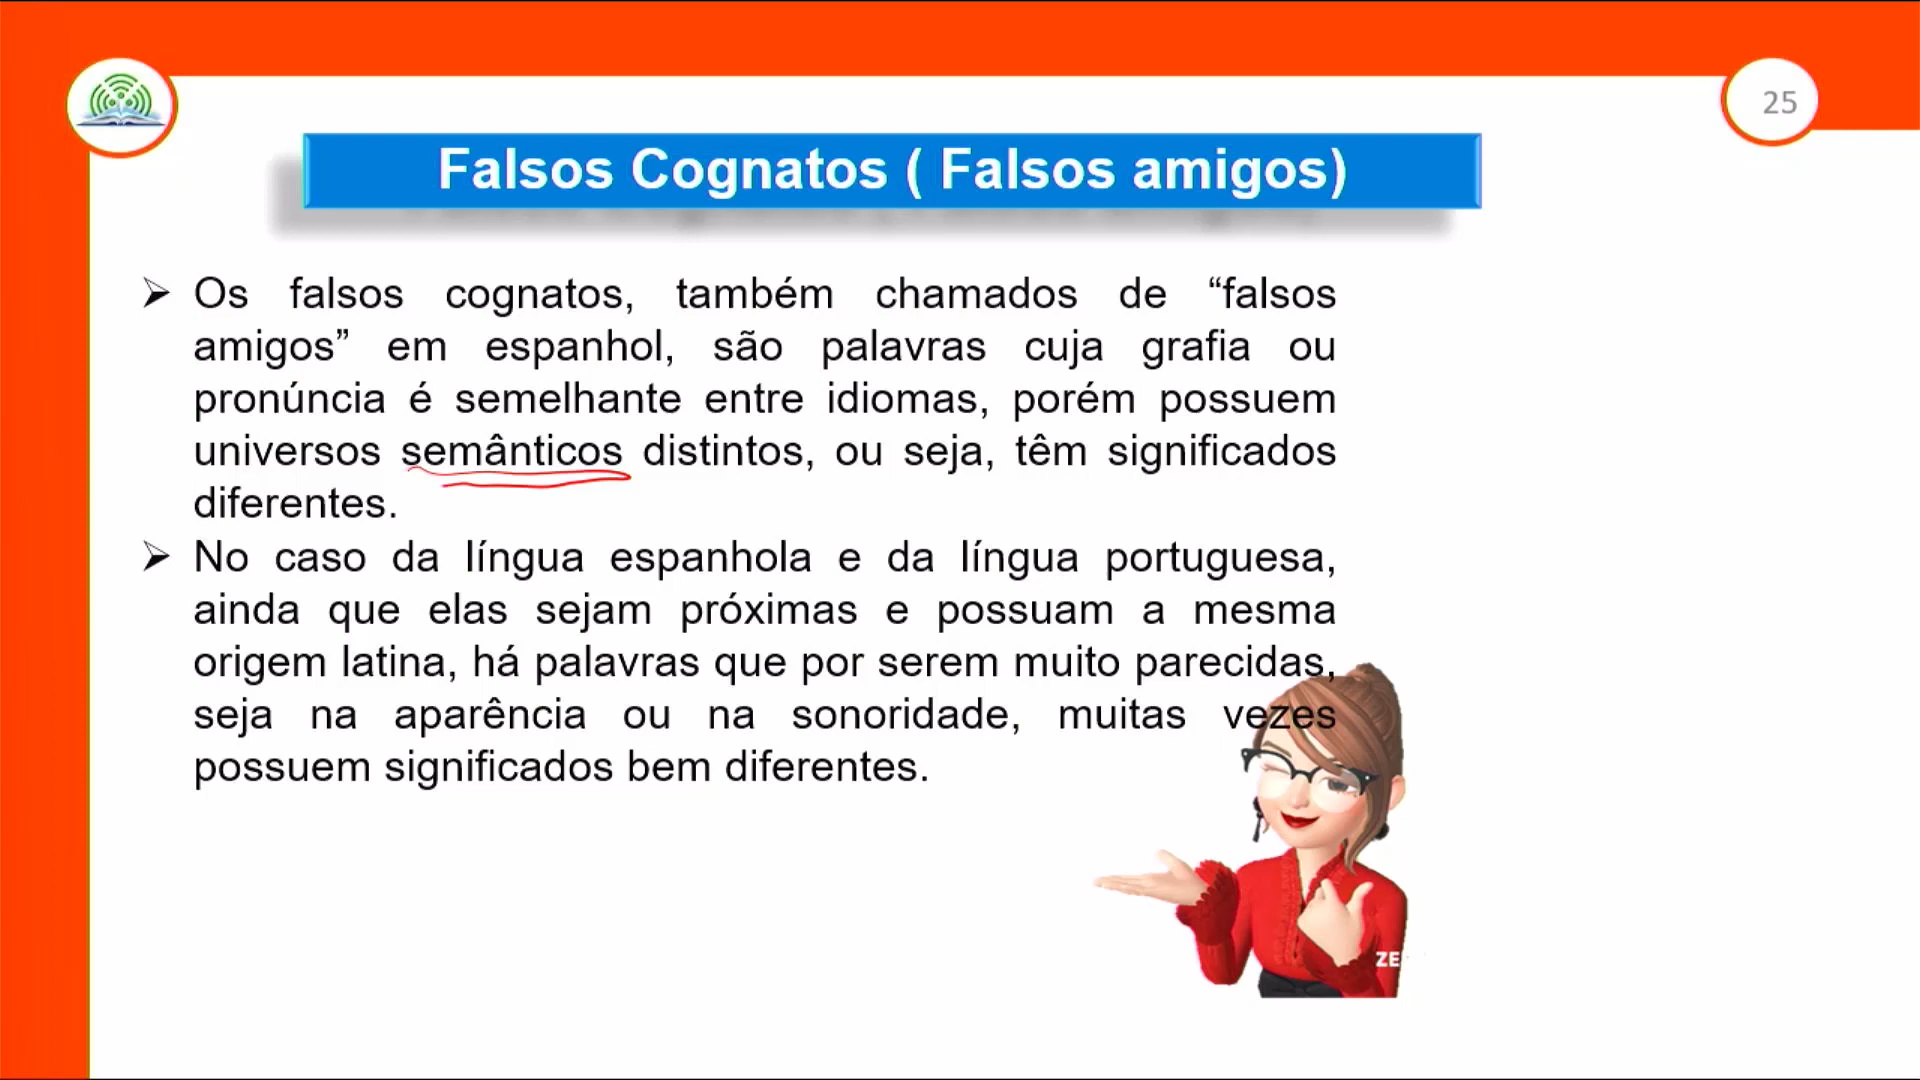 25
Falsos Cognatos ( Falsos amigos)
Os falsos cognatos, também chamados de “falsos
amigos” em espanhol, são palavras cuja grafia ou
pronúncia é semelhante entre idiomas, porém possuem
universos semânticos distintos, ou seja, têm significados
diferentes.
No caso da língua espanhola e da língua portuguesa,
ainda que elas sejam próximas e possuam a mesma
origem latina, há palavras que por serem muito parecidas,
seja na aparência ou na sonoridade, muitas vezes
possuem significados bem diferentes.